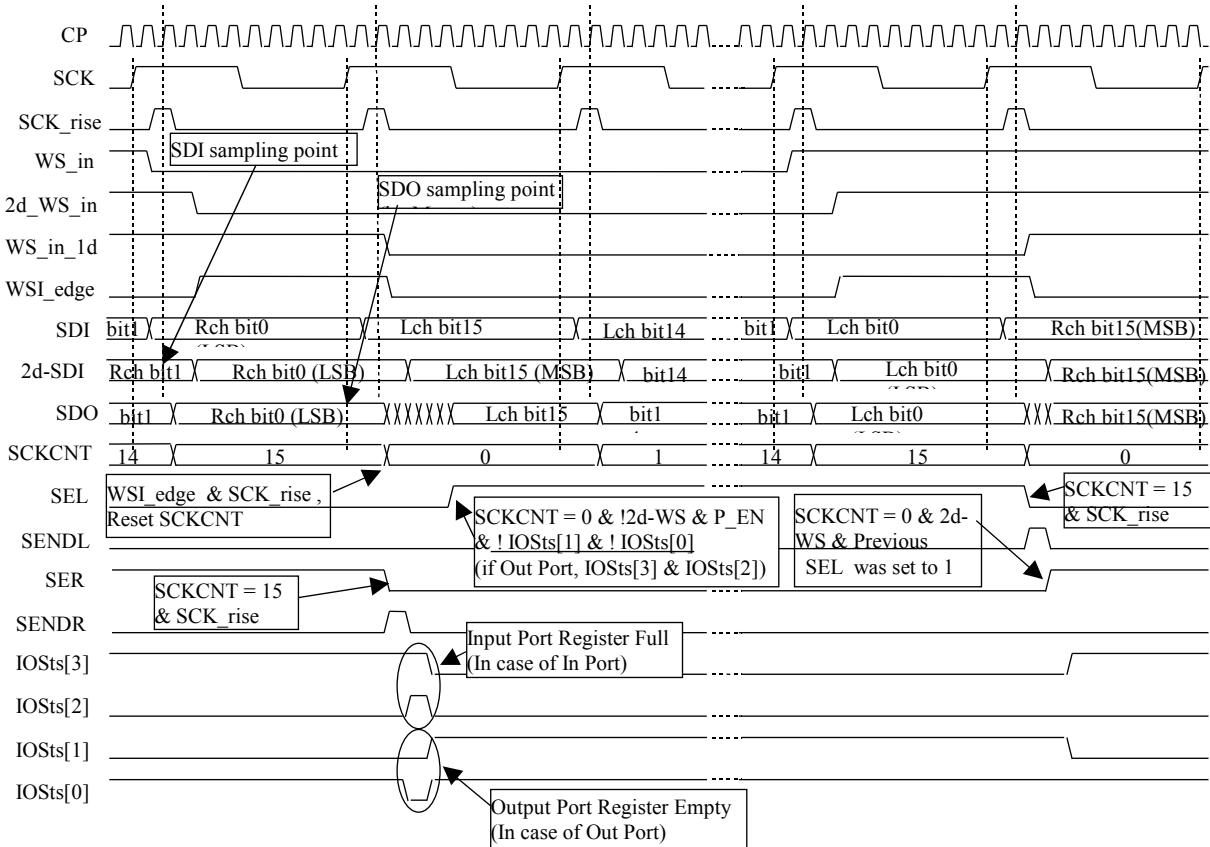 CP
SCK
SCK_rise
WS_in
SDI sampling point
2d_WS_in
SDO sampling point
WS_in_1d
WSI_edge
SDI bit1 Rch bit0 Lch bit15 Lch bit14 bit1 Lch bit0 Rch bit15(MSB)
2d-SDI Rch bit1 Rch bit0 (LSB) Lch bit15 (MSB) bit14 bit1 Lch bit0 Rch bit15(MSB)
SDO bit1 Rch bit0 (LSB) Lch bit15 bit1 bit1 Lch bit0 Rch bit15(MSB)
SCKCNT 14 15 0 1 14 15 0
SEL
WSI_edge & SCK_rise ,
Reset SCKCNT
SCKCNT = 0 & !2d-WS & P_EN
& ! IOSts[1] & ! IOSts[0]
(if Out Port, IOSts[3] & IOSts[2])
SCKCNT = 0 & 2d-
WS & Previous
SEL was set to 1
SCKCNT = 15
& SCK_rise
SENDL
SER
SCKCNT = 15
& SCK_rise
SENDR
IOSts[3]
Input Port Register Full
(In case of In Port)
IOSts[2]
IOSts[1]
IOSts[0]
Output Port Register Empty
(In case of Out Port)